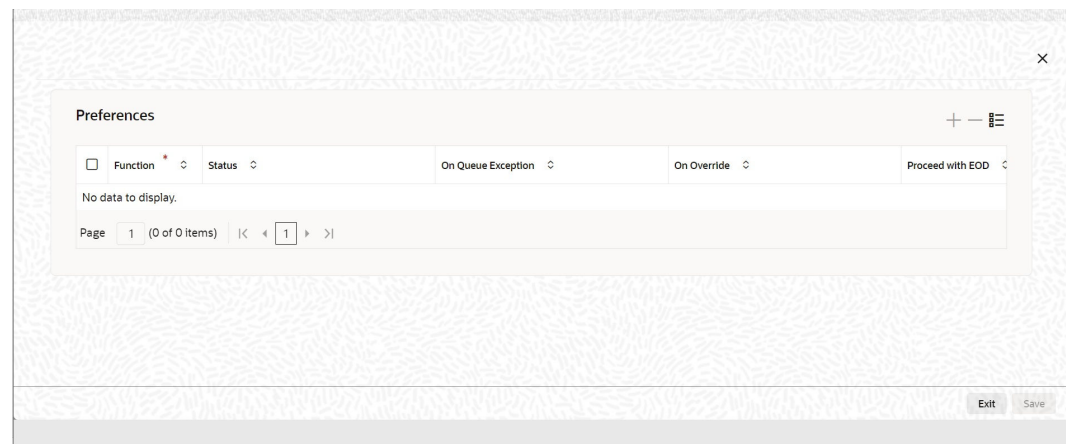 Preferences
Function * Status On Queue Exception On Override Proceed with EOD
No data to display.
Page 1 (0 of 0 items) 1
Exit Save